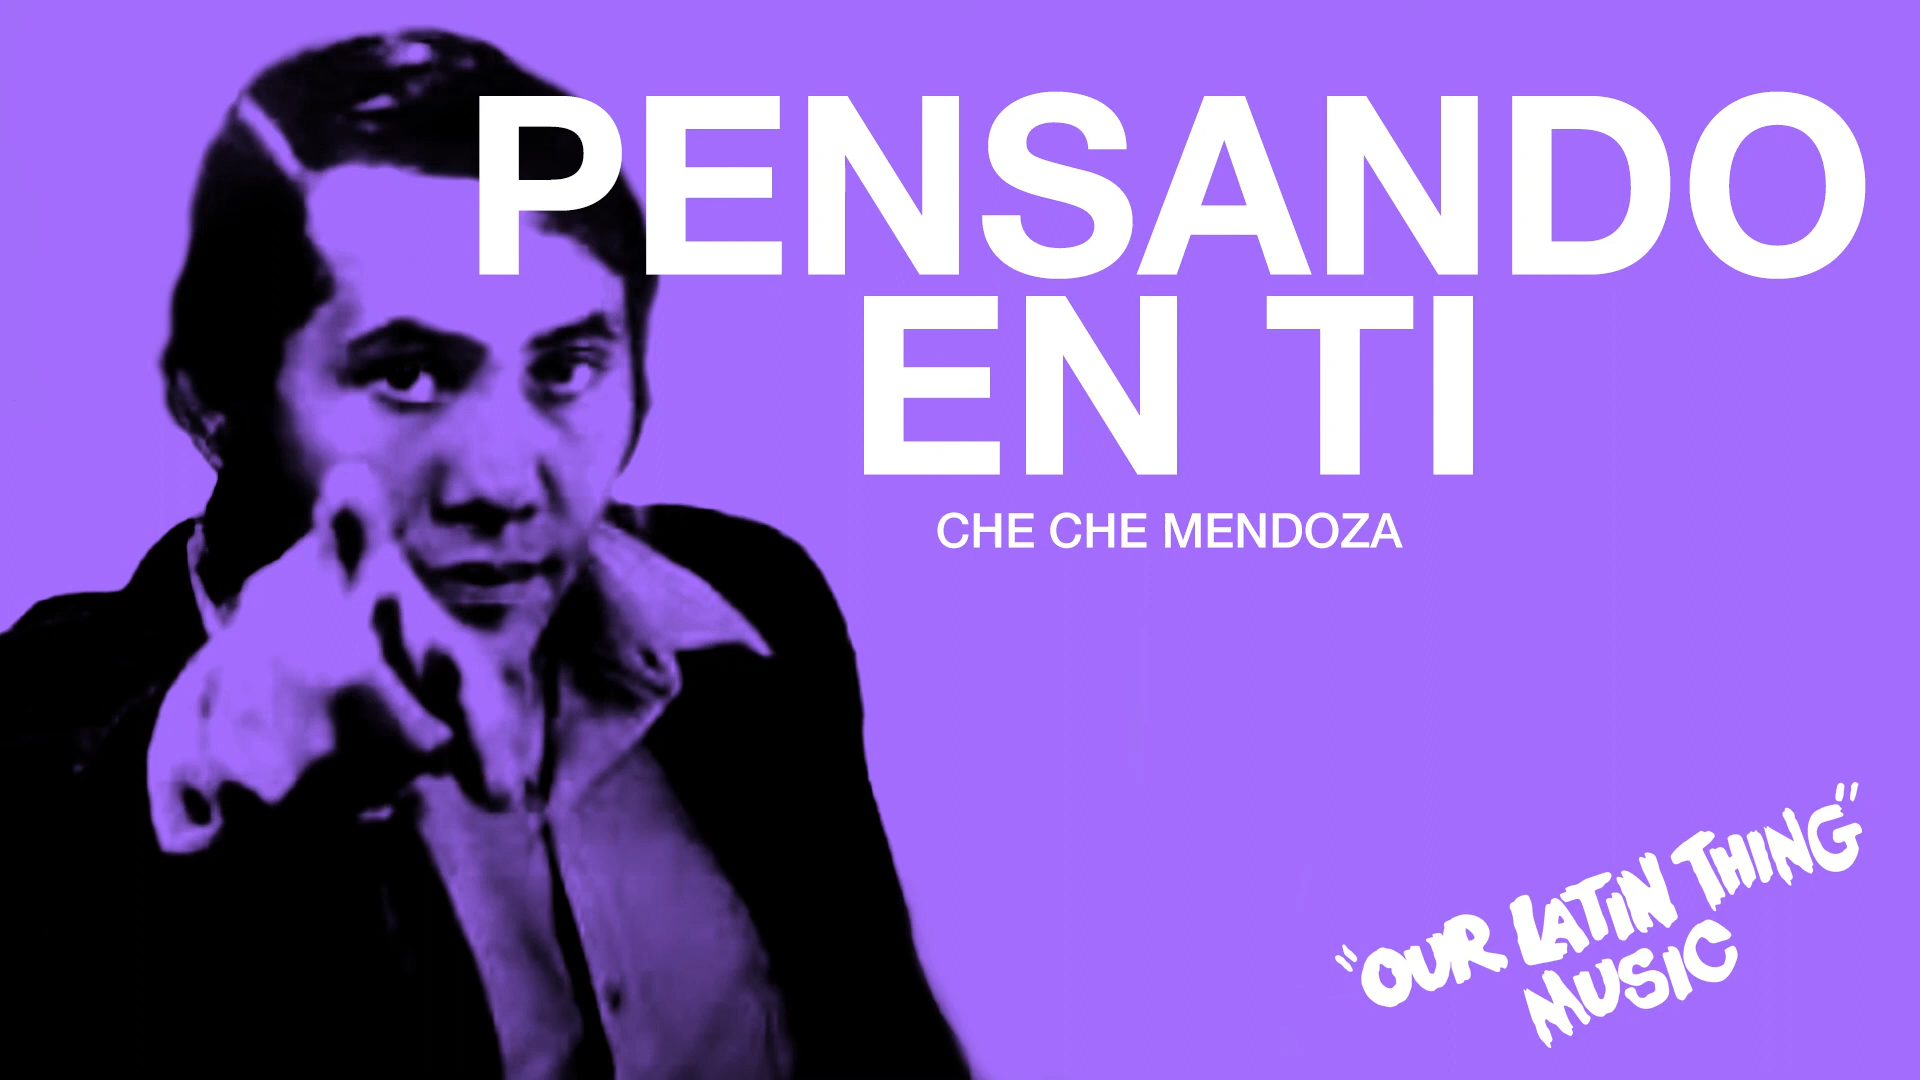 PENSANDO
EN TI
CHE CHE MENDOZA
"OUR LATIN THING"
MUSIC